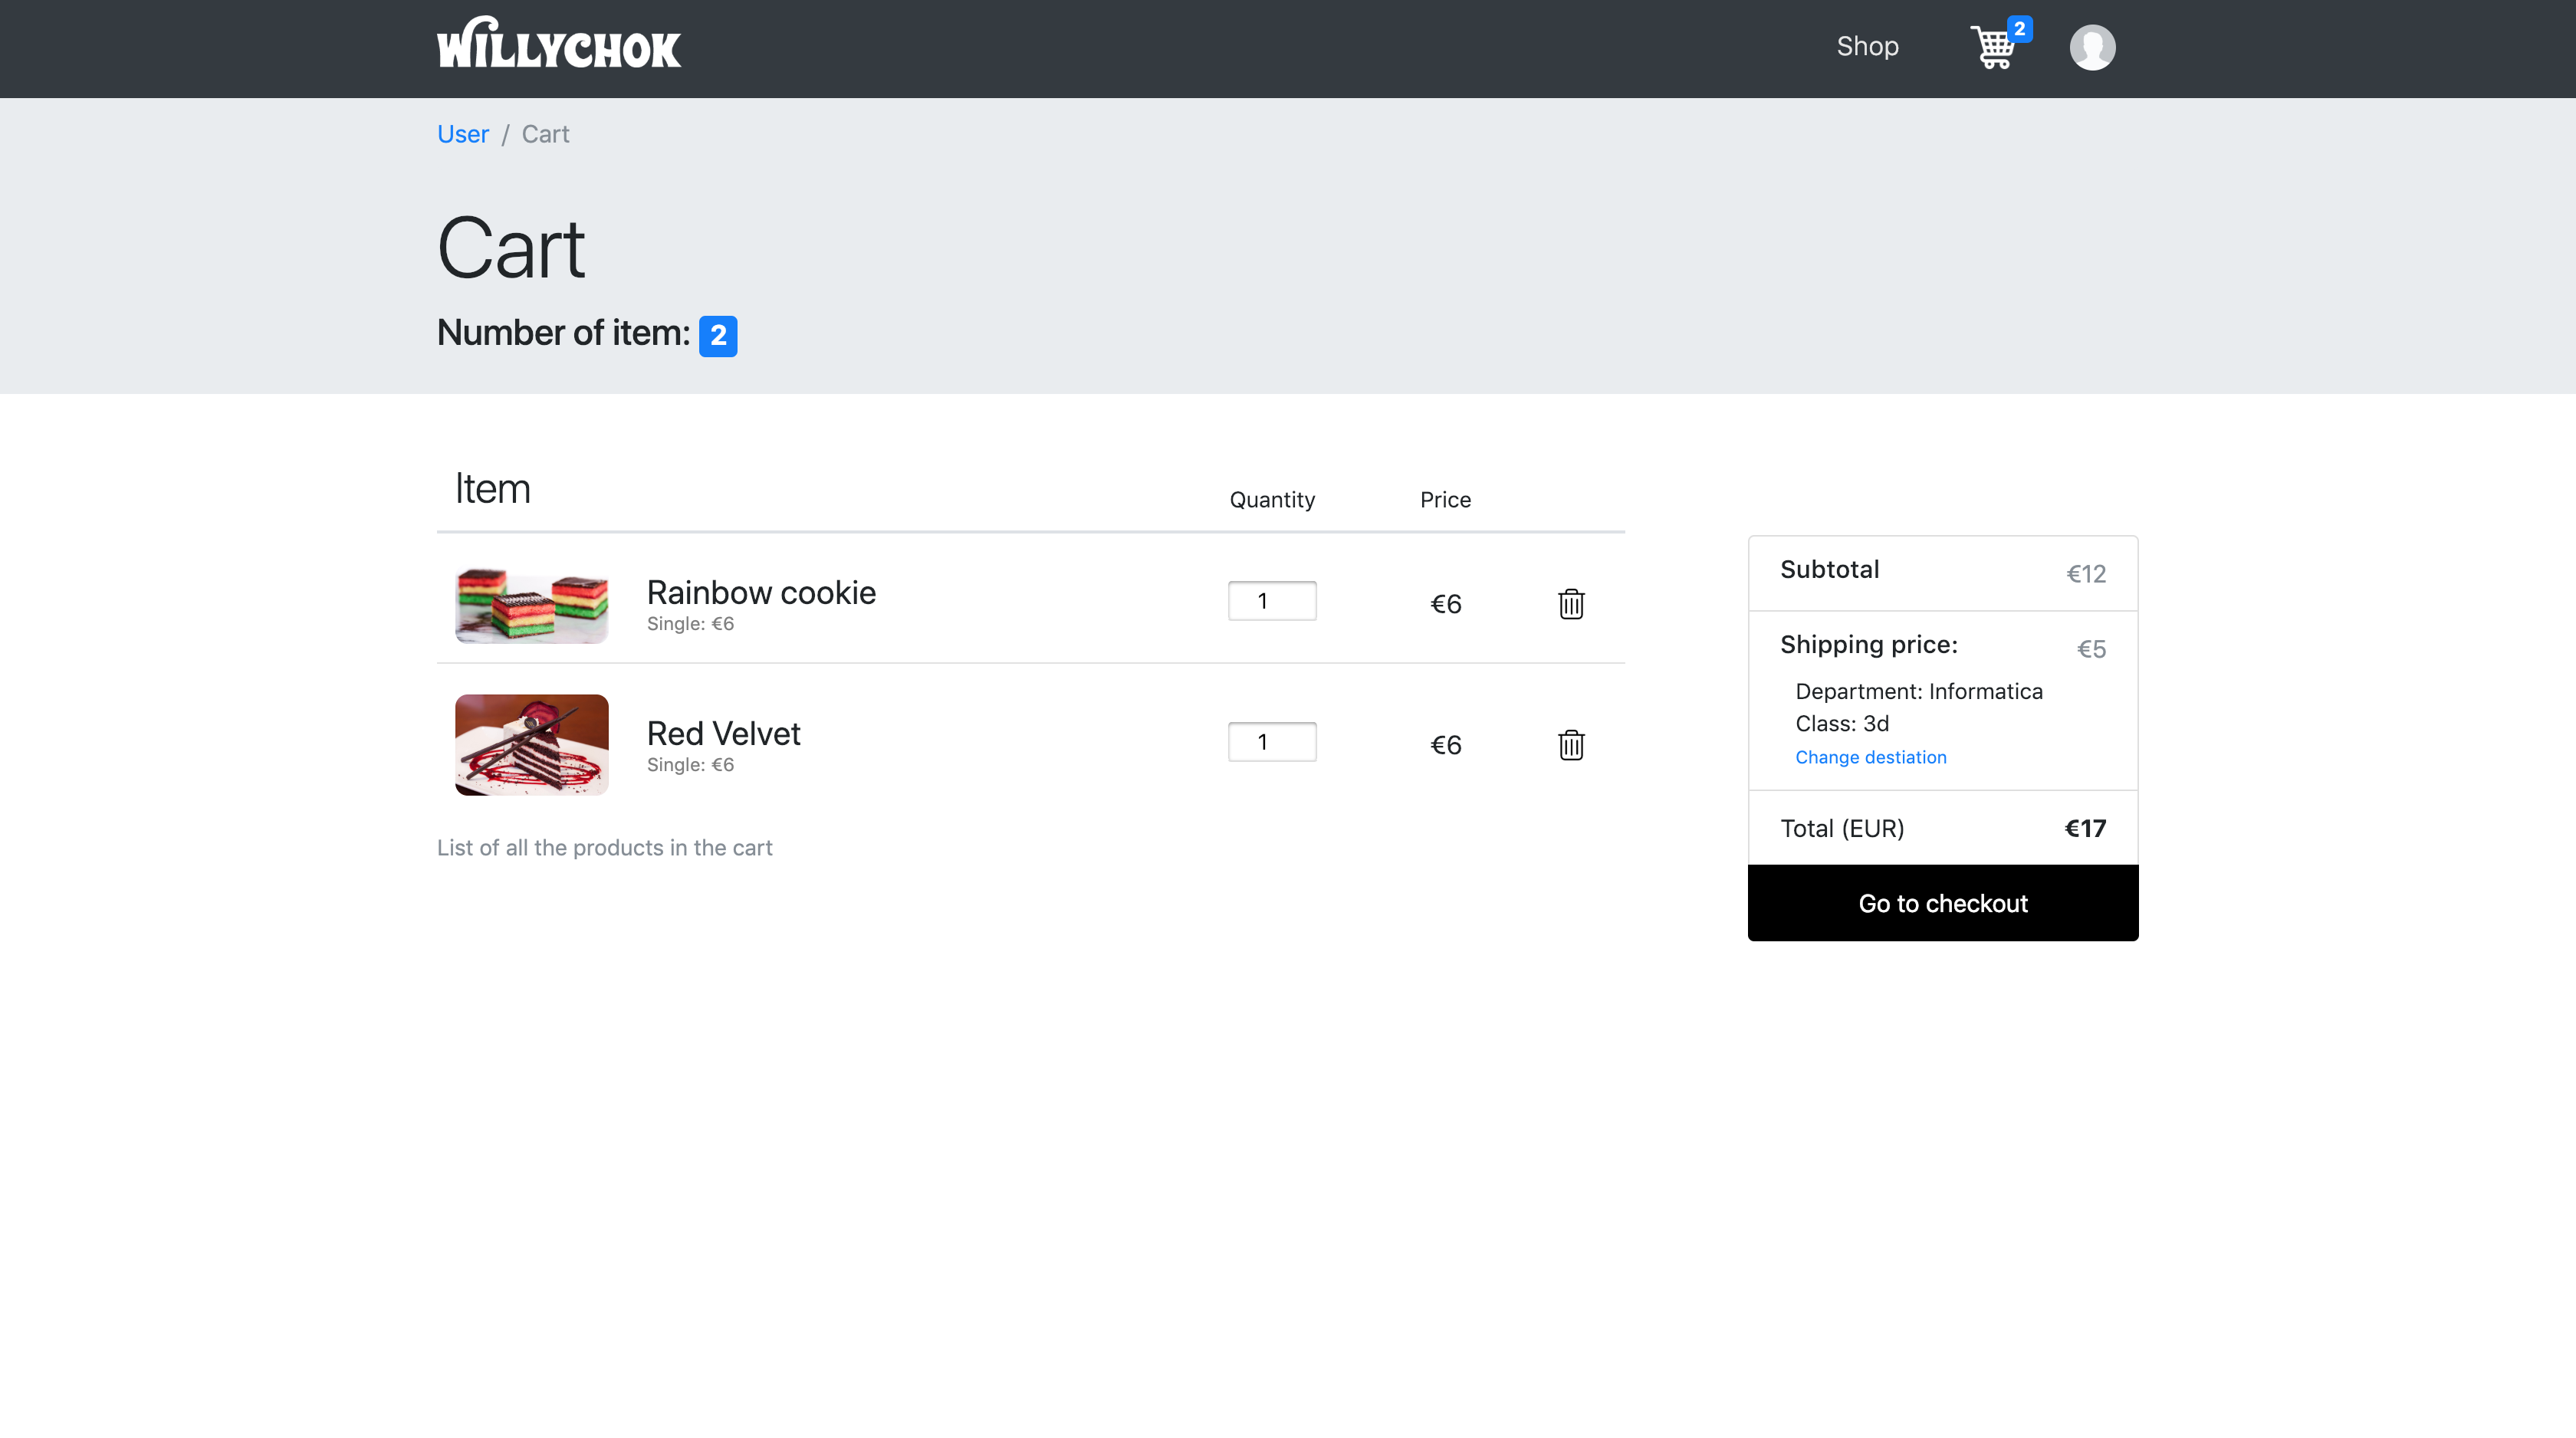 WILLYCHOK
Shop
2
User / Cart
Cart
Number of item: 2
Item Quantity Price
Rainbow cookie
Single: €6
1
€6
Red Velvet
Single: €6
1
€6
List of all the products in the cart
Subtotal €12
Shipping price: €5
Department: Informatica
Class: 3d
Change destiation
Total (EUR) €17
Go to checkout